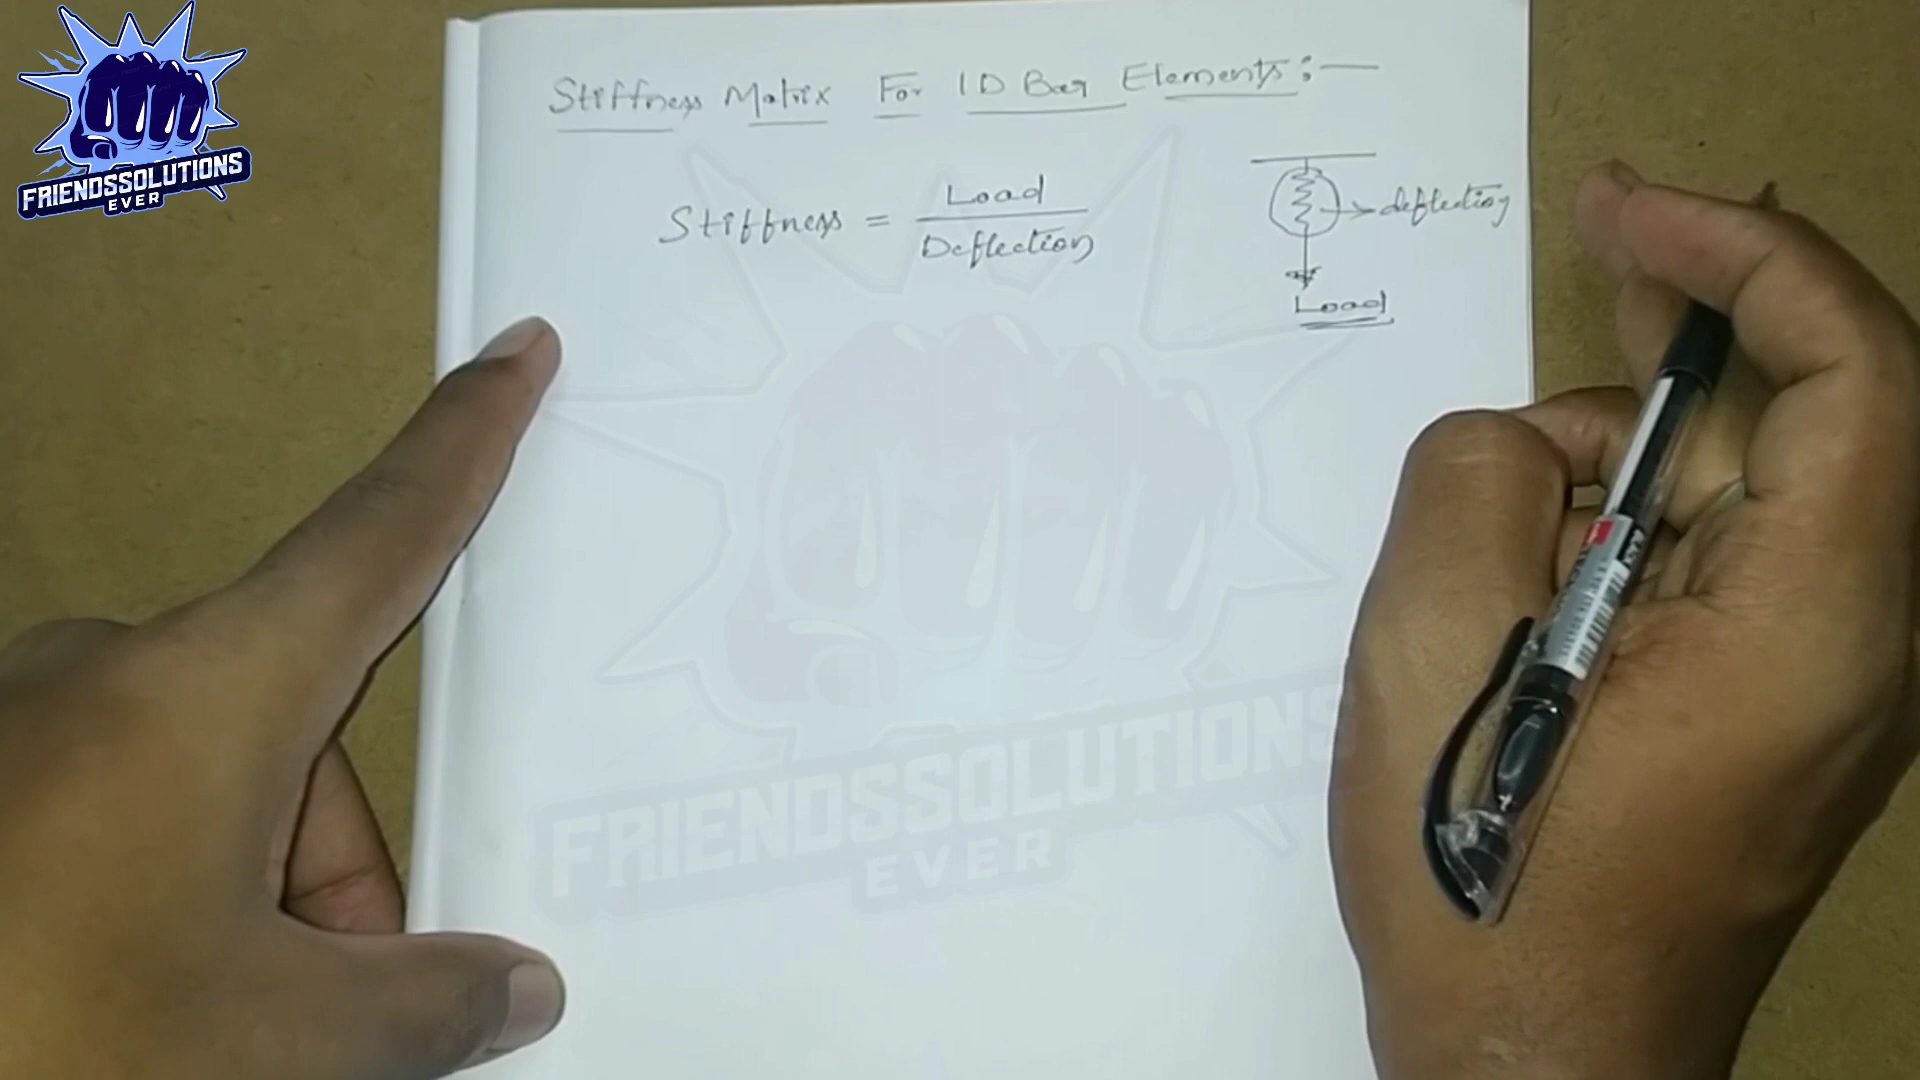 FRIENDSSOLUTIONS
EVER
Stiffness Matrix For 1D Bar Elements:—
Stiffness = Load
Deflection
deflection
Load
FRIENDSSOLUTIONS
EVER